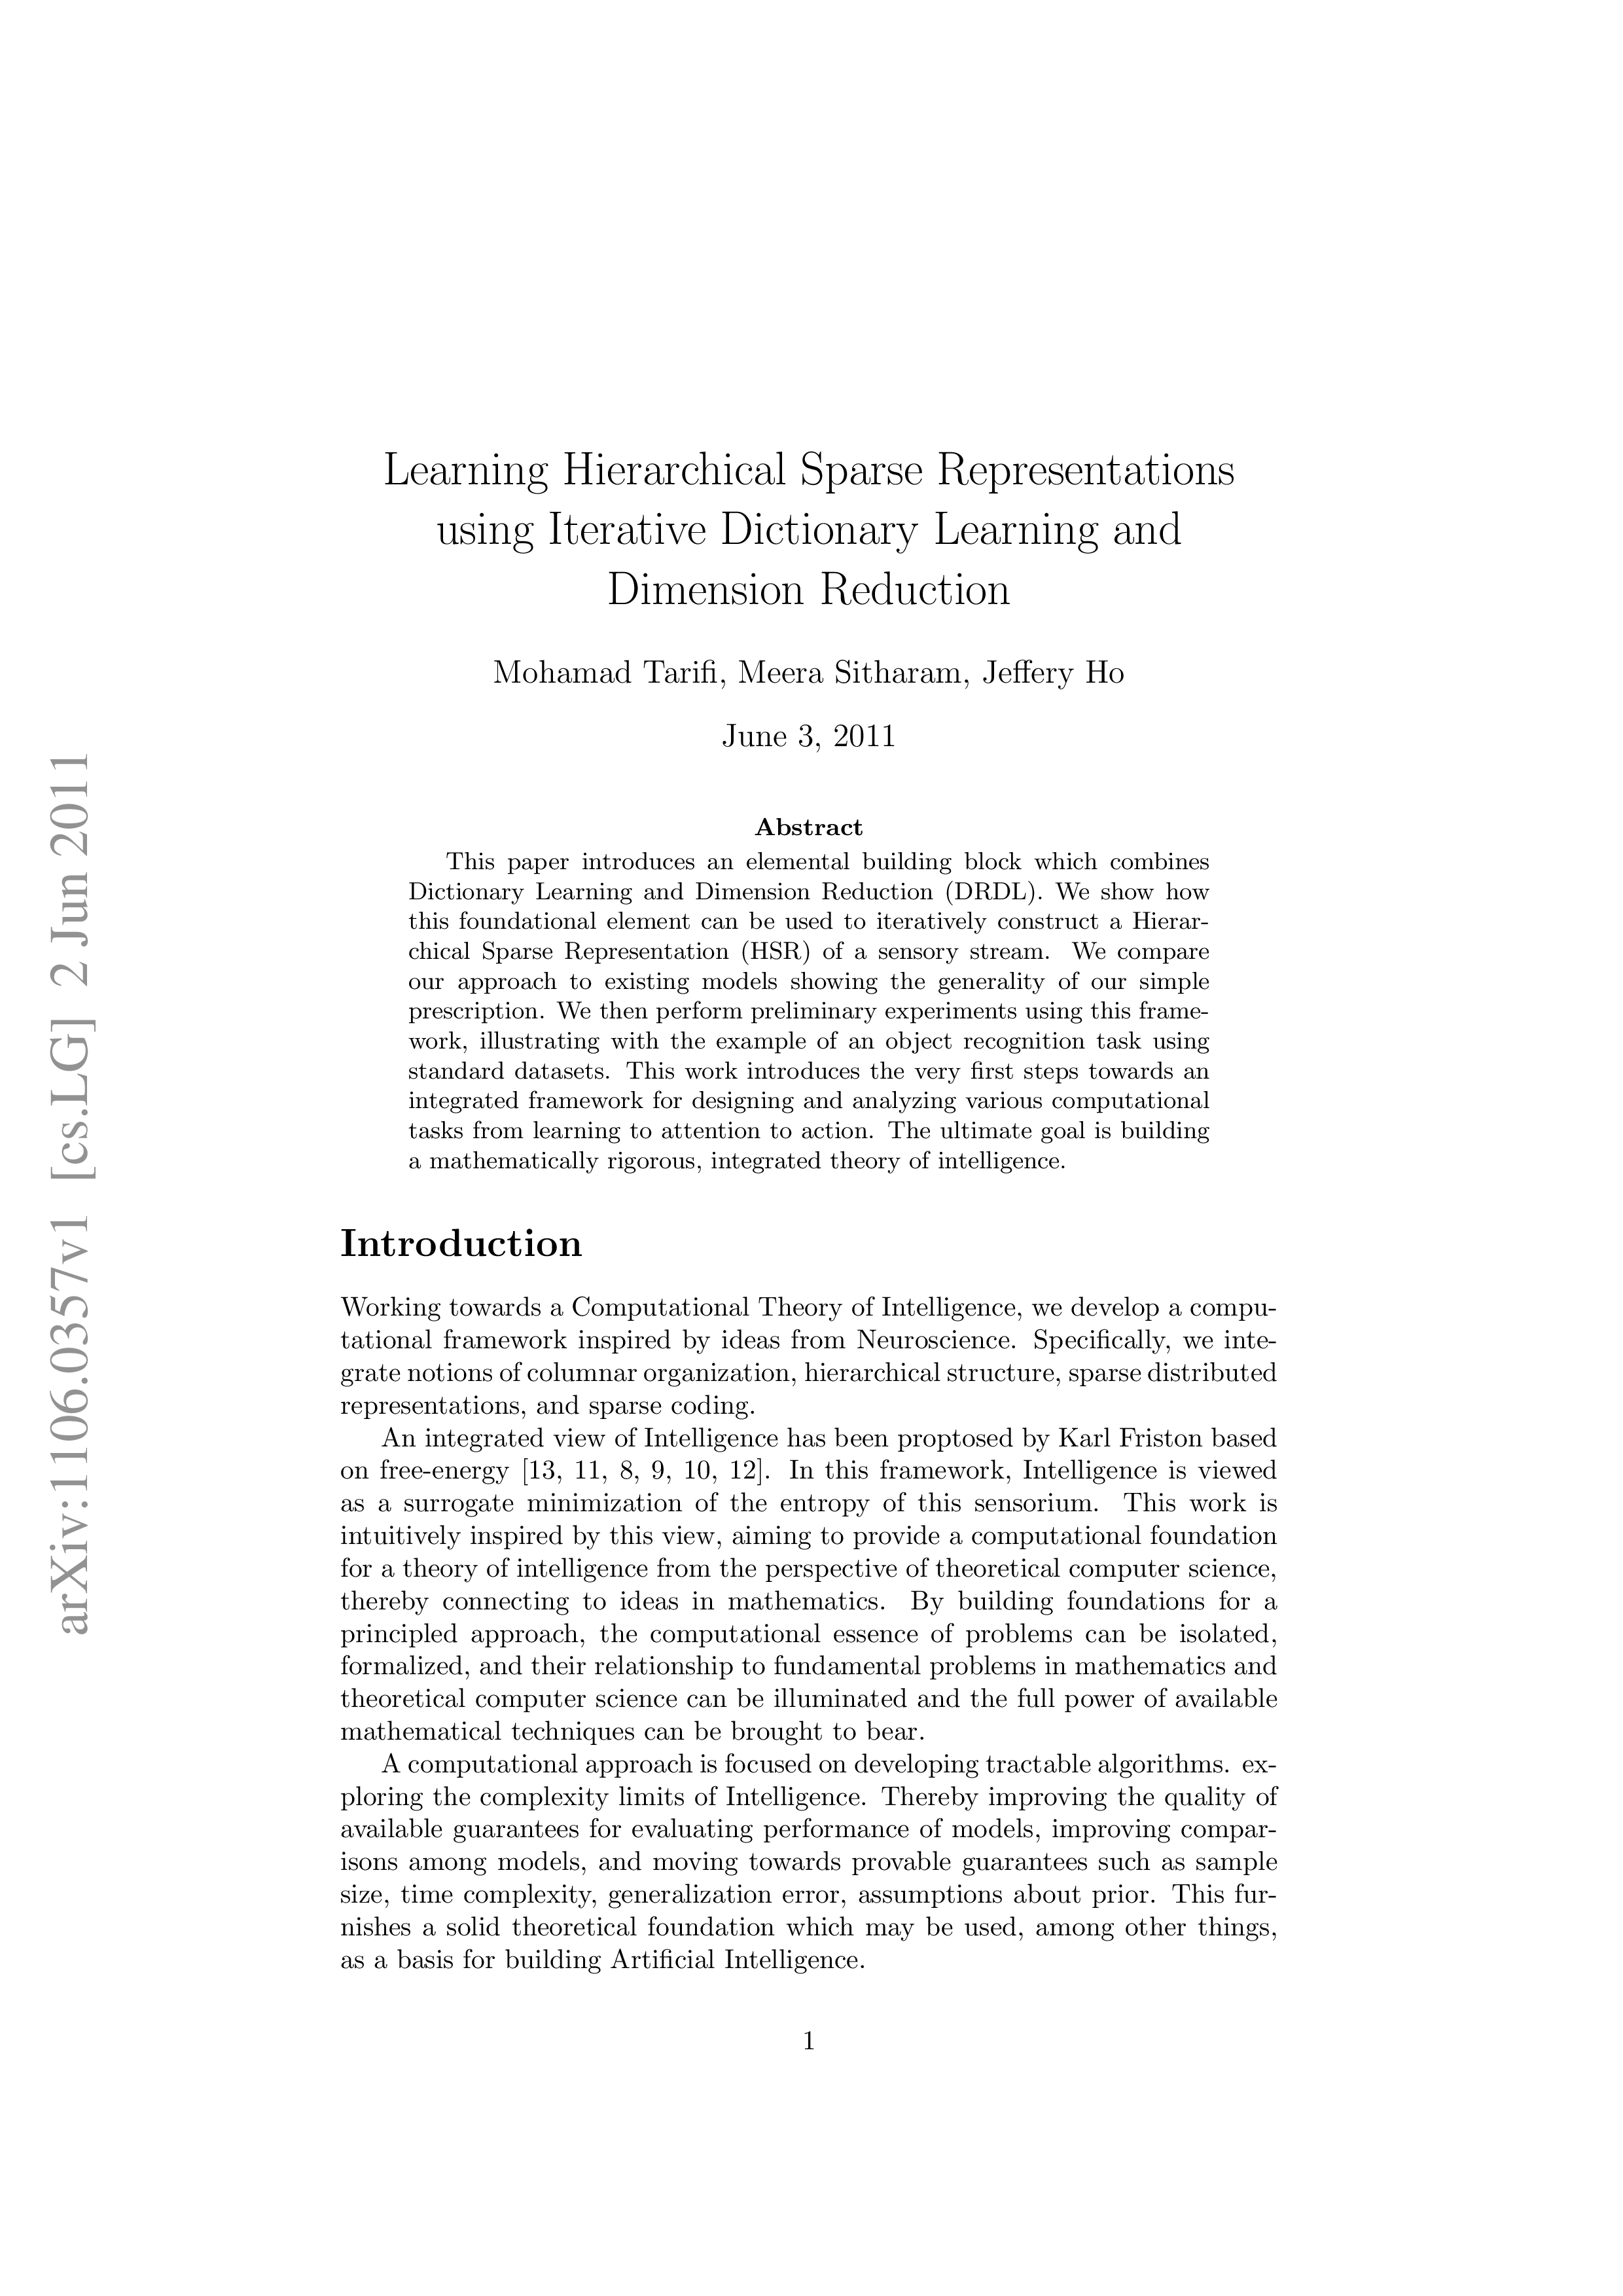 Learning Hierarchical Sparse Representations
using Iterative Dictionary Learning and
Dimension Reduction
Mohamad Tarifi, Meera Sitharam, Jeffery Ho
June 3, 2011
Abstract
This paper introduces an elemental building block which combines
Dictionary Learning and Dimension Reduction (DRDL). We show how
this foundational element can be used to iteratively construct a Hierar-
chical Sparse Representation (HSR) of a sensory stream. We compare
our approach to existing models showing the generality of our simple
prescription. We then perform preliminary experiments using this frame-
work, illustrating with the example of an object recognition task using
standard datasets. This work introduces the very first steps towards an
integrated framework for designing and analyzing various computational
tasks from learning to attention to action. The ultimate goal is building
a mathematically rigorous, integrated theory of intelligence.
Introduction
Working towards a Computational Theory of Intelligence, we develop a compu-
tational framework inspired by ideas from Neuroscience. Specifically, we inte-
grate notions of columnar organization, hierarchical structure, sparse distributed
representations, and sparse coding.
An integrated view of Intelligence has been proptosed by Karl Friston based
on free-energy [13, 11, 8, 9, 10, 12]. In this framework, Intelligence is viewed
as a surrogate minimization of the entropy of this sensorium. This work is
intuitively inspired by this view, aiming to provide a computational foundation
for a theory of intelligence from the perspective of theoretical computer science,
thereby connecting to ideas in mathematics. By building foundations for a
principled approach, the computational essence of problems can be isolated,
formalized, and their relationship to fundamental problems in mathematics and
theoretical computer science can be illuminated and the full power of available
mathematical techniques can be brought to bear.
A computational approach is focused on developing tractable algorithms. ex-
ploring the complexity limits of Intelligence. Thereby improving the quality of
available guarantees for evaluating performance of models, improving compar-
isons among models, and moving towards provable guarantees such as sample
size, time complexity, generalization error, assumptions about prior. This fur-
nishes a solid theoretical foundation which may be used, among other things,
as a basis for building Artificial Intelligence.
1
arXiv:1106.0357v1 [cs.LG] 2 Jun 2011